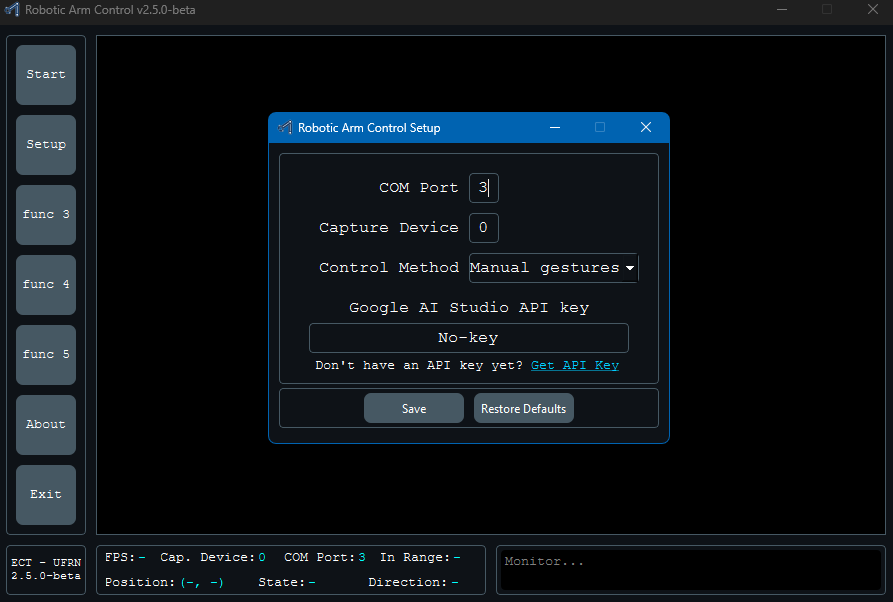 Robotic Arm Control v2.5.0-beta
Start
Setup
func 3
func 4
func 5
About
Exit
Robotic Arm Control Setup
COM Port 3
Capture Device 0
Control Method Manual gestures
Google AI Studio API key
No-key
Don't have an API key yet? Get API Key
Save Restore Defaults
ECT - UFRN
2.5.0-beta
FPS:- Cap. Device:0 COM Port:3 In Range:-
Position:(-, -) State:- Direction:-
Monitor...